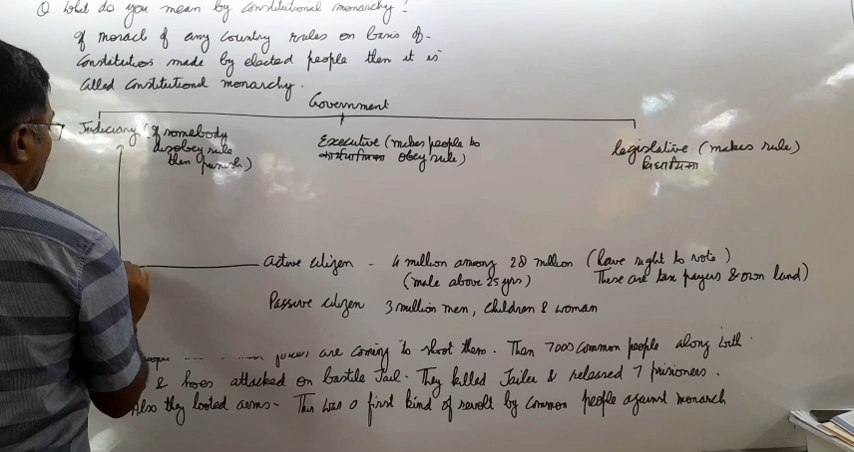 Q What do you mean by Constitutional monarchy?
If morach of any Country rules on basis of
Constitution made by elected people then it is
Called Constitutional monarchy.
Government
Judiciary (if somebody
disobey rule
then punish)
Executive (makes people to
कार्यपालिका obey rule)
legislative (makes rule)
विधायिका
Active citizen - 4 million among 28 million (have right to vote)
(male above 25 yrs) These are tax payers & own land)
Passive citizen 3 million men, children & woman
are coming to shoot them. Then 7000 common people along with
& attacked on bastile Jail. They killed Jailer & released 7 prisioners.
Also they looted arms - This was a first kind of revolt by common people against monarch